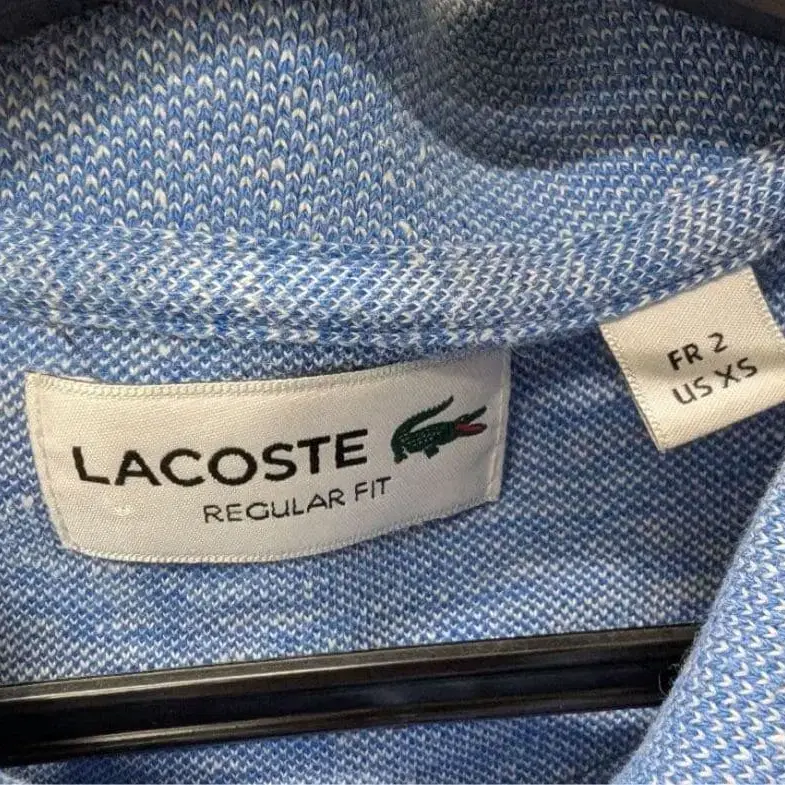 LACOSTE
REGULAR FIT
FR 2
US XS